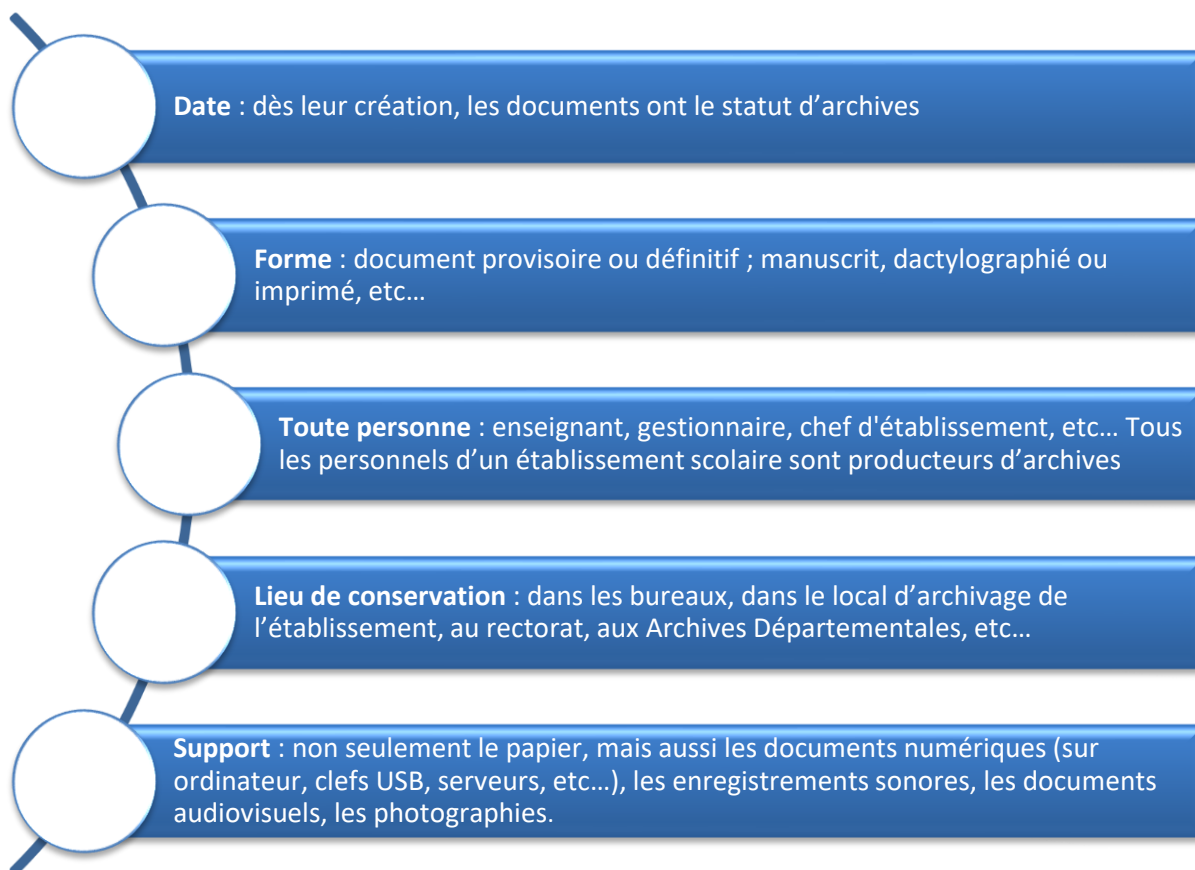 Date : dès leur création, les documents ont le statut d’archives
Forme : document provisoire ou définitif ; manuscrit, dactylographié ou
imprimé, etc…
Toute personne : enseignant, gestionnaire, chef d'établissement, etc… Tous
les personnels d’un établissement scolaire sont producteurs d’archives
Lieu de conservation : dans les bureaux, dans le local d’archivage de
l’établissement, au rectorat, aux Archives Départementales, etc…
Support : non seulement le papier, mais aussi les documents numériques (sur
ordinateur, clefs USB, serveurs, etc…), les enregistrements sonores, les documents
audiovisuels, les photographies.